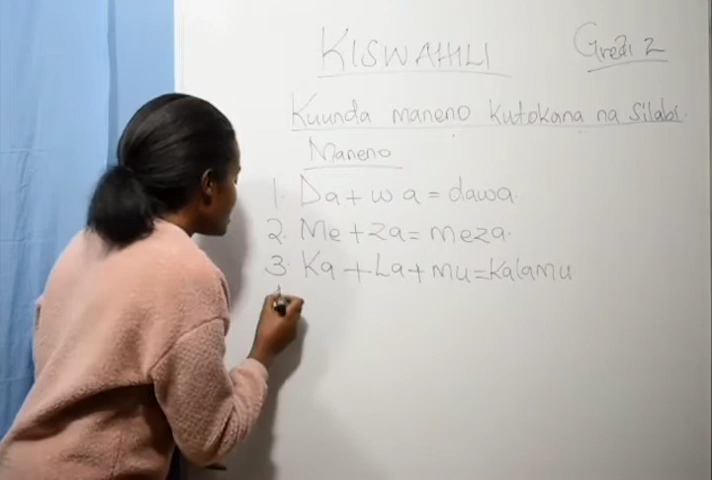 KISWAHILI Gredi 2
Kuunda maneno kutokana na silabi.
Maneno
1. Da + wa = dawa.
2. Me + za = meza.
3. Ka + La + mu = kalamu